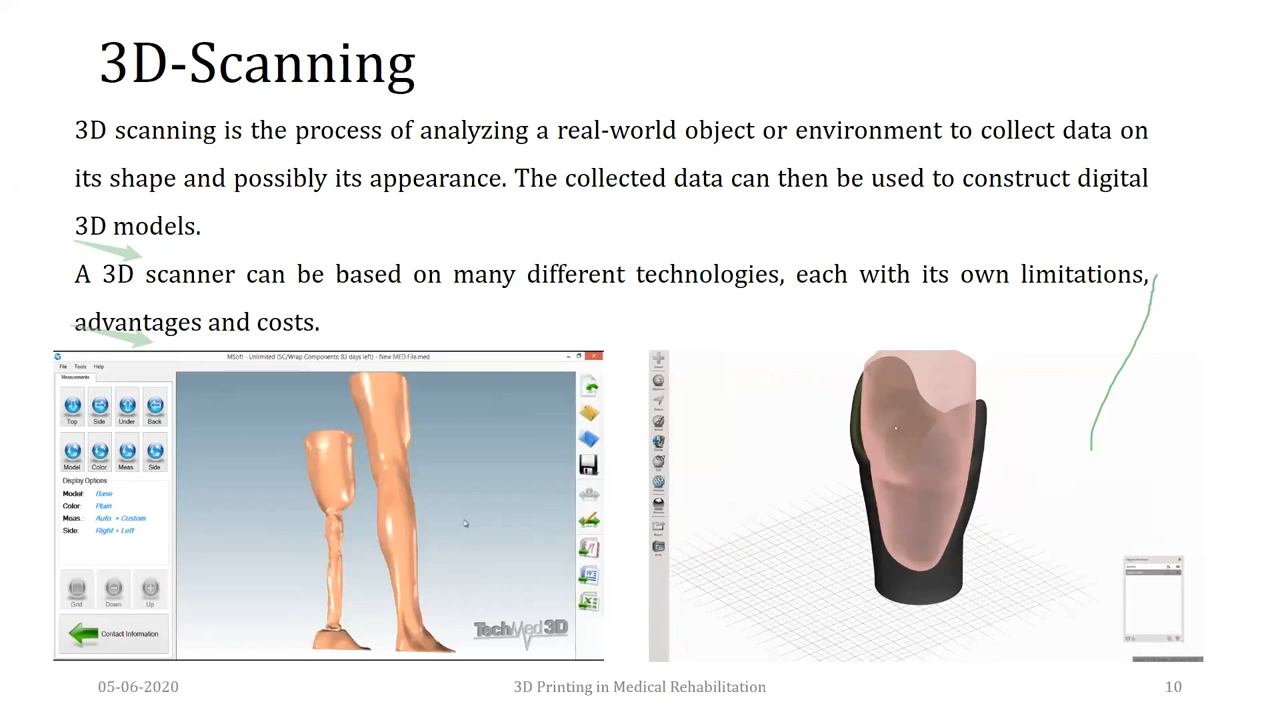 3D-Scanning
3D scanning is the process of analyzing a real-world object or environment to collect data on
its shape and possibly its appearance. The collected data can then be used to construct digital
3D models.
A 3D scanner can be based on many different technologies, each with its own limitations,
advantages and costs.
MSoft - Unlimited (SC/Wrap Components: 83 days left) - New MED File.med
File Tools Help
Measurements
Top Side Under Back
Model Color Meas. Side
Display Options
Model: Base
Color: Plain
Meas.: Auto. + Custom
Side: Right + Left
Grid Down Up
Contact Information
TechMed3D
05-06-2020
3D Printing in Medical Rehabilitation
10